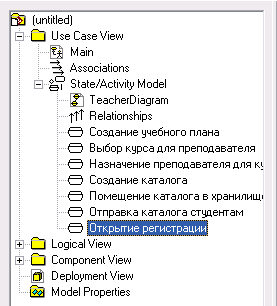 (untitled)
Use Case View
Main
Associations
State/Activity Model
TeacherDiagram
Relationships
Создание учебного плана
Выбор курса для преподавателя
Назначение преподавателя для ку
Создание каталога
Помещение каталога в хранилищ
Отправка каталога студентам
Открытие регистрации
Logical View
Component View
Deployment View
Model Properties